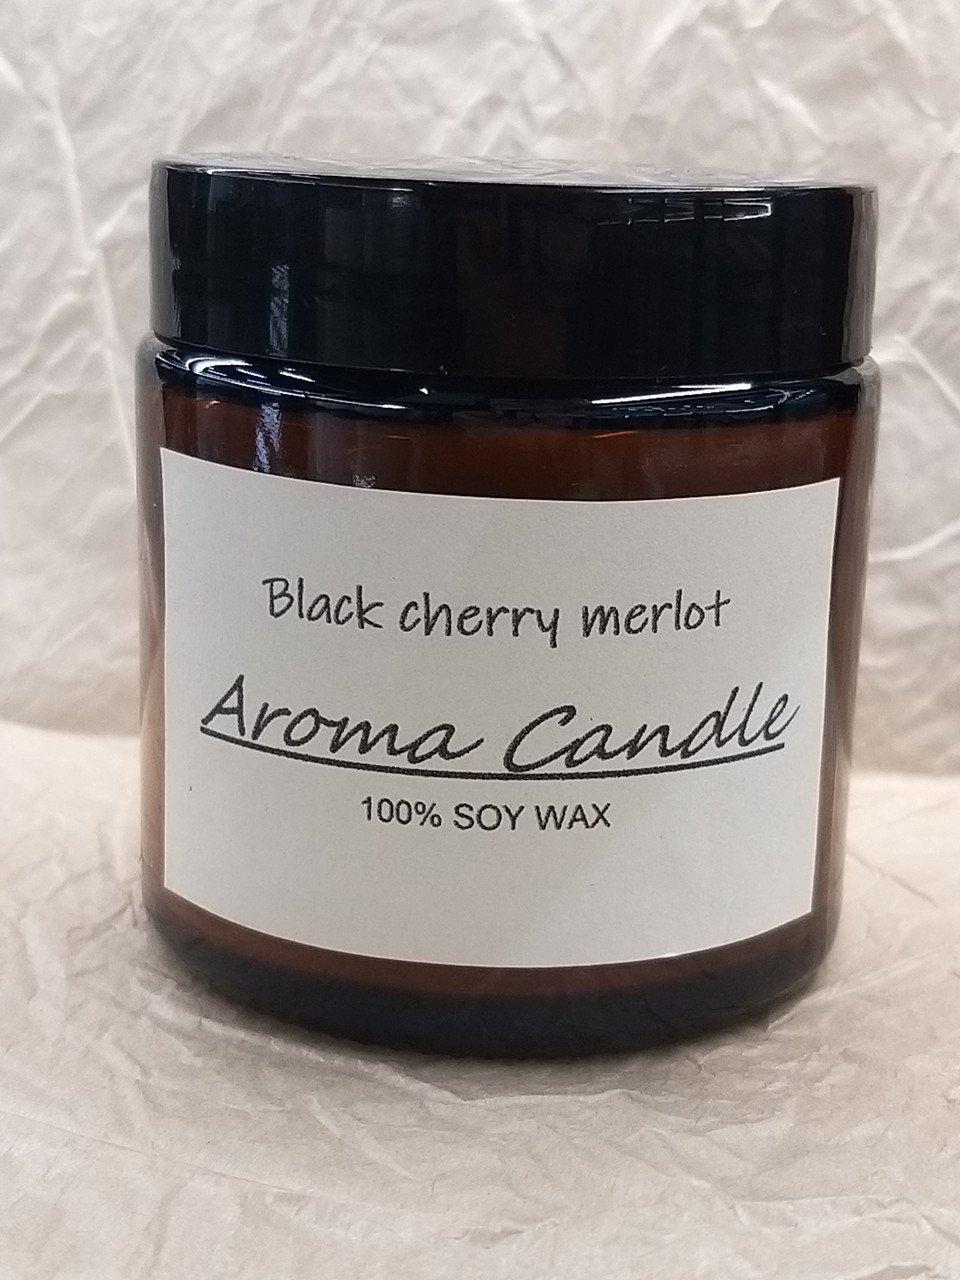 Black cherry merlot
Aroma Candle
100% SOY WAX